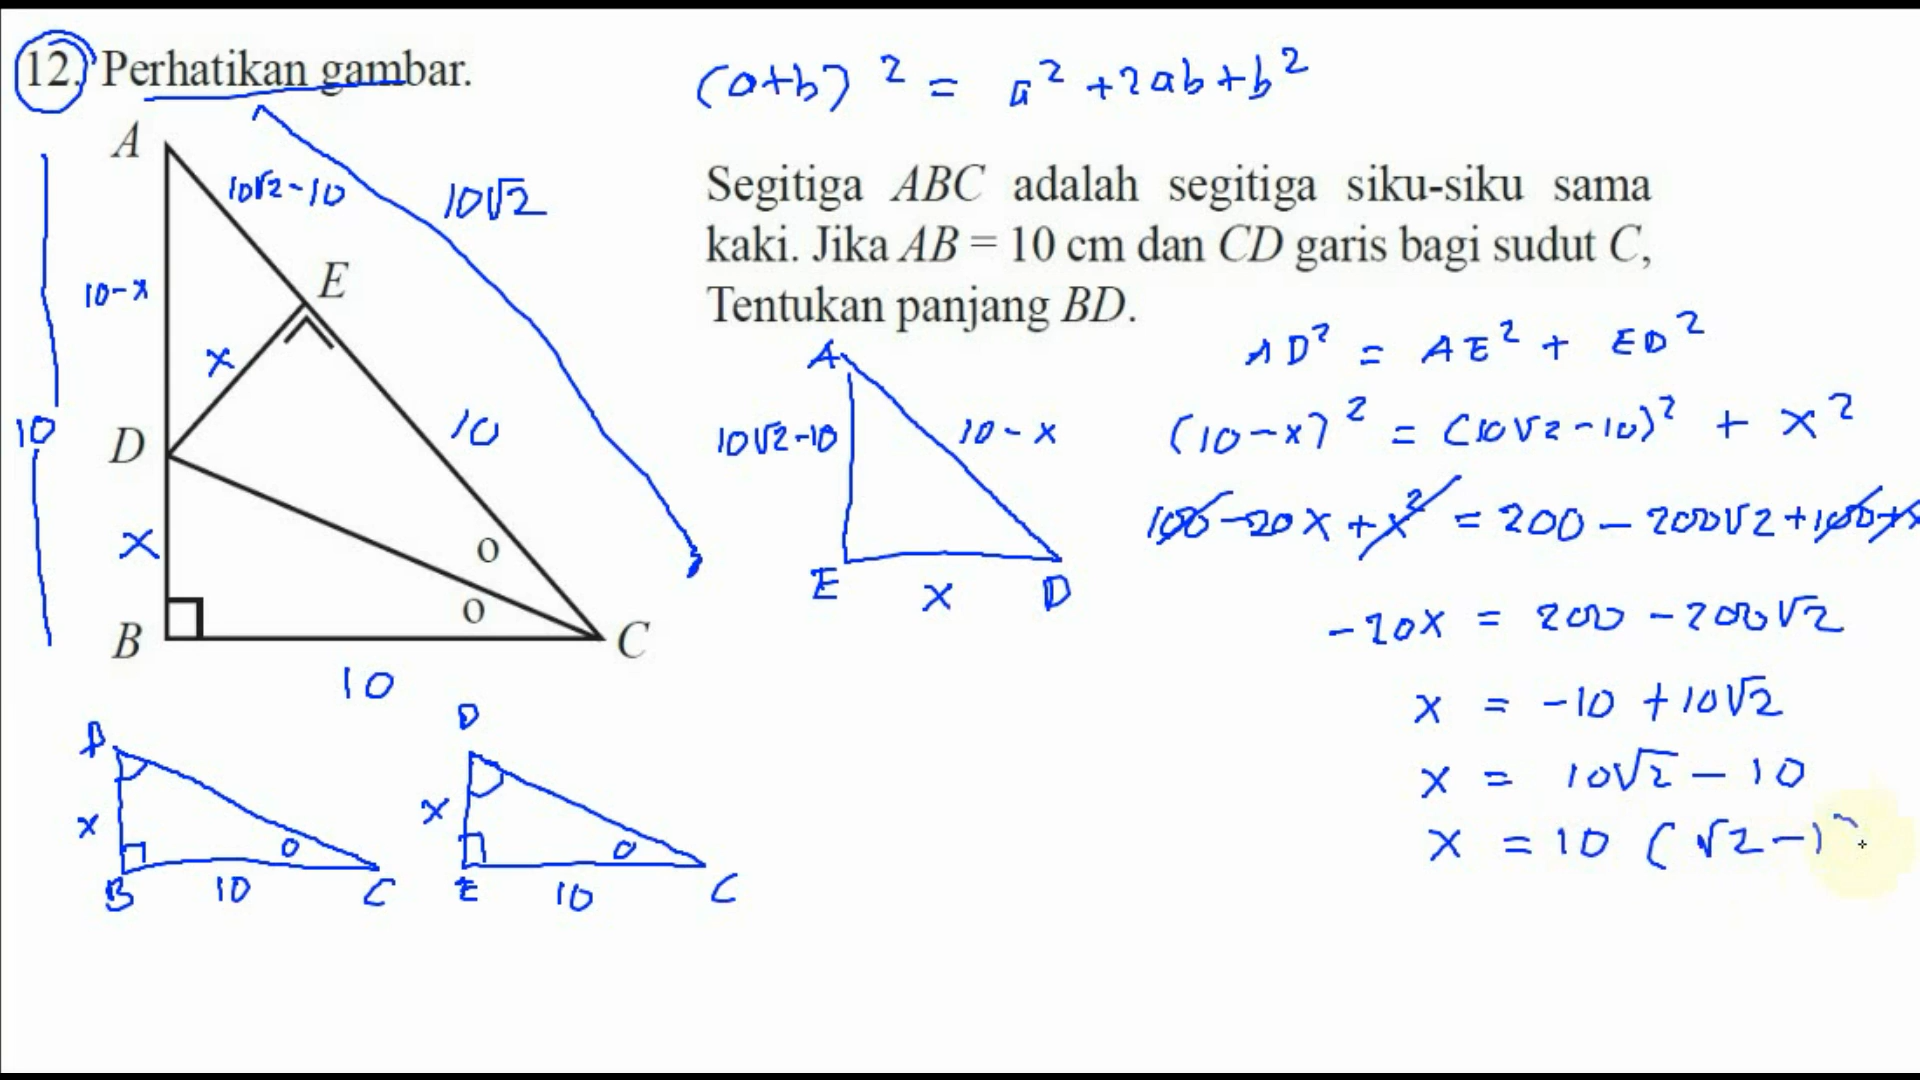 12. Perhatikan gambar.
(a+b)² = a² + 2ab + b²
Segitiga ABC adalah segitiga siku-siku sama
kaki. Jika AB = 10 cm dan CD garis bagi sudut C,
Tentukan panjang BD.
A
10√2-10
10√2
E
10-x
x
10
10
D
x
o
o
B
C
10
A
10√2-10
10-x
E
x
D
AD² = AE² + ED²
(10-x)² = (10√2-10)² + x²
100-20x+x² = 200-200√2+100+x
-20x = 200-200√2
x = -10+10√2
x = 10√2-10
x = 10(√2-1)
D
x
o
B
10
C
D
x
o
E
10
C